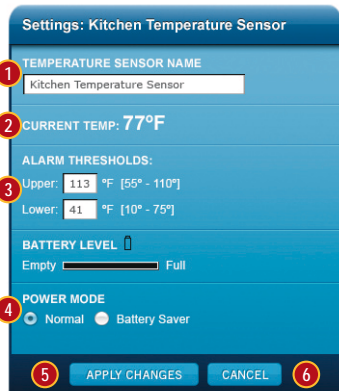 Settings: Kitchen Temperature Sensor
1
TEMPERATURE SENSOR NAME
Kitchen Temperature Sensor
2
CURRENT TEMP: 77°F
ALARM THRESHOLDS:
3
Upper: 113 °F [55° - 110°]
Lower: 41 °F [10° - 75°]
BATTERY LEVEL
Empty Full
4
POWER MODE
Normal Battery Saver
5 APPLY CHANGES CANCEL 6